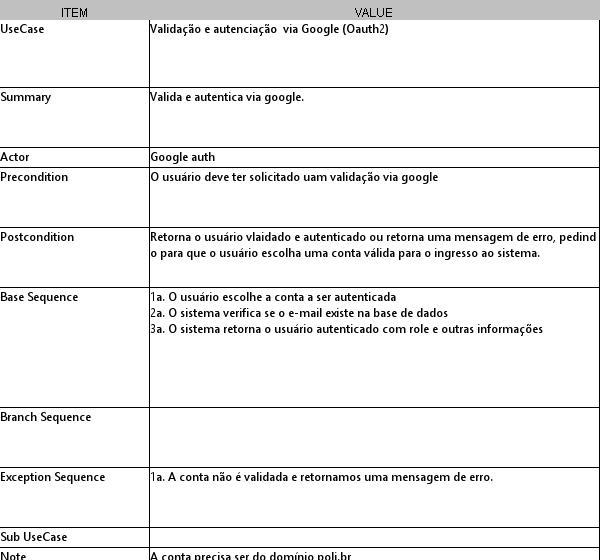 ITEM VALUE
UseCase Validação e autenciação via Google (Oauth2)
Summary Valida e autentica via google.
Actor Google auth
Precondition O usuário deve ter solicitado uam validação via google
Postcondition Retorna o usuário vlaidado e autenticado ou retorna uma mensagem de erro, pedind
o para que o usuário escolha uma conta válida para o ingresso ao sistema.
Base Sequence 1a. O usuário escolhe a conta a ser autenticada
2a. O sistema verifica se o e-mail existe na base de dados
3a. O sistema retorna o usuário autenticado com role e outras informações
Branch Sequence
Exception Sequence 1a. A conta não é validada e retornamos uma mensagem de erro.
Sub UseCase
Note A conta precisa ser do domínio poli.br